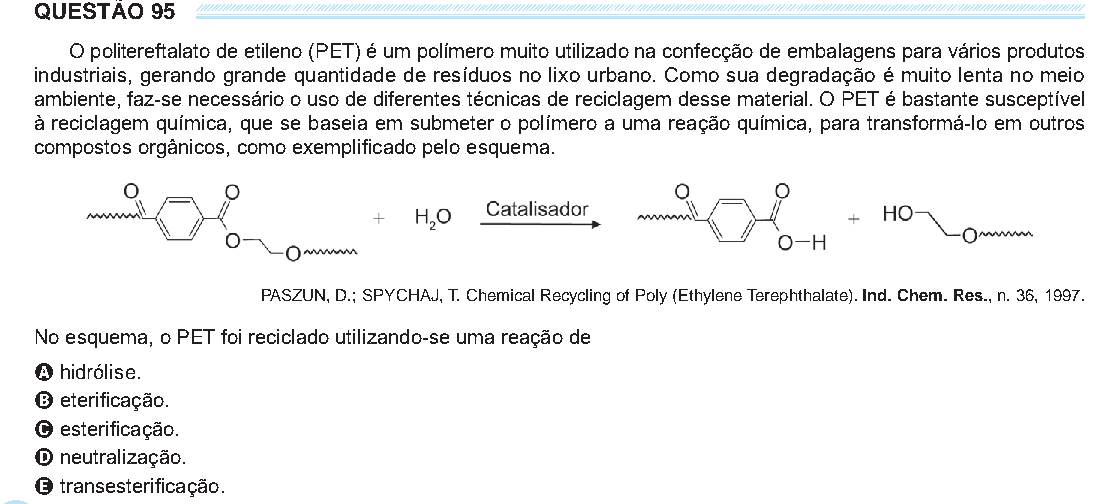 QUESTÃO 95
O politereftalato de etileno (PET) é um polímero muito utilizado na confecção de embalagens para vários produtos
industriais, gerando grande quantidade de resíduos no lixo urbano. Como sua degradação é muito lenta no meio
ambiente, faz-se necessário o uso de diferentes técnicas de reciclagem desse material. O PET é bastante susceptível
à reciclagem química, que se baseia em submeter o polímero a uma reação química, para transformá-lo em outros
compostos orgânicos, como exemplificado pelo esquema.
O O O O
+ H₂O Catalisador + HO
O O O–H O
PASZUN, D.; SPYCHAJ, T. Chemical Recycling of Poly (Ethylene Terephthalate). Ind. Chem. Res., n. 36, 1997.
No esquema, o PET foi reciclado utilizando-se uma reação de
A hidrólise.
B eterificação.
C esterificação.
D neutralização.
E transesterificação.